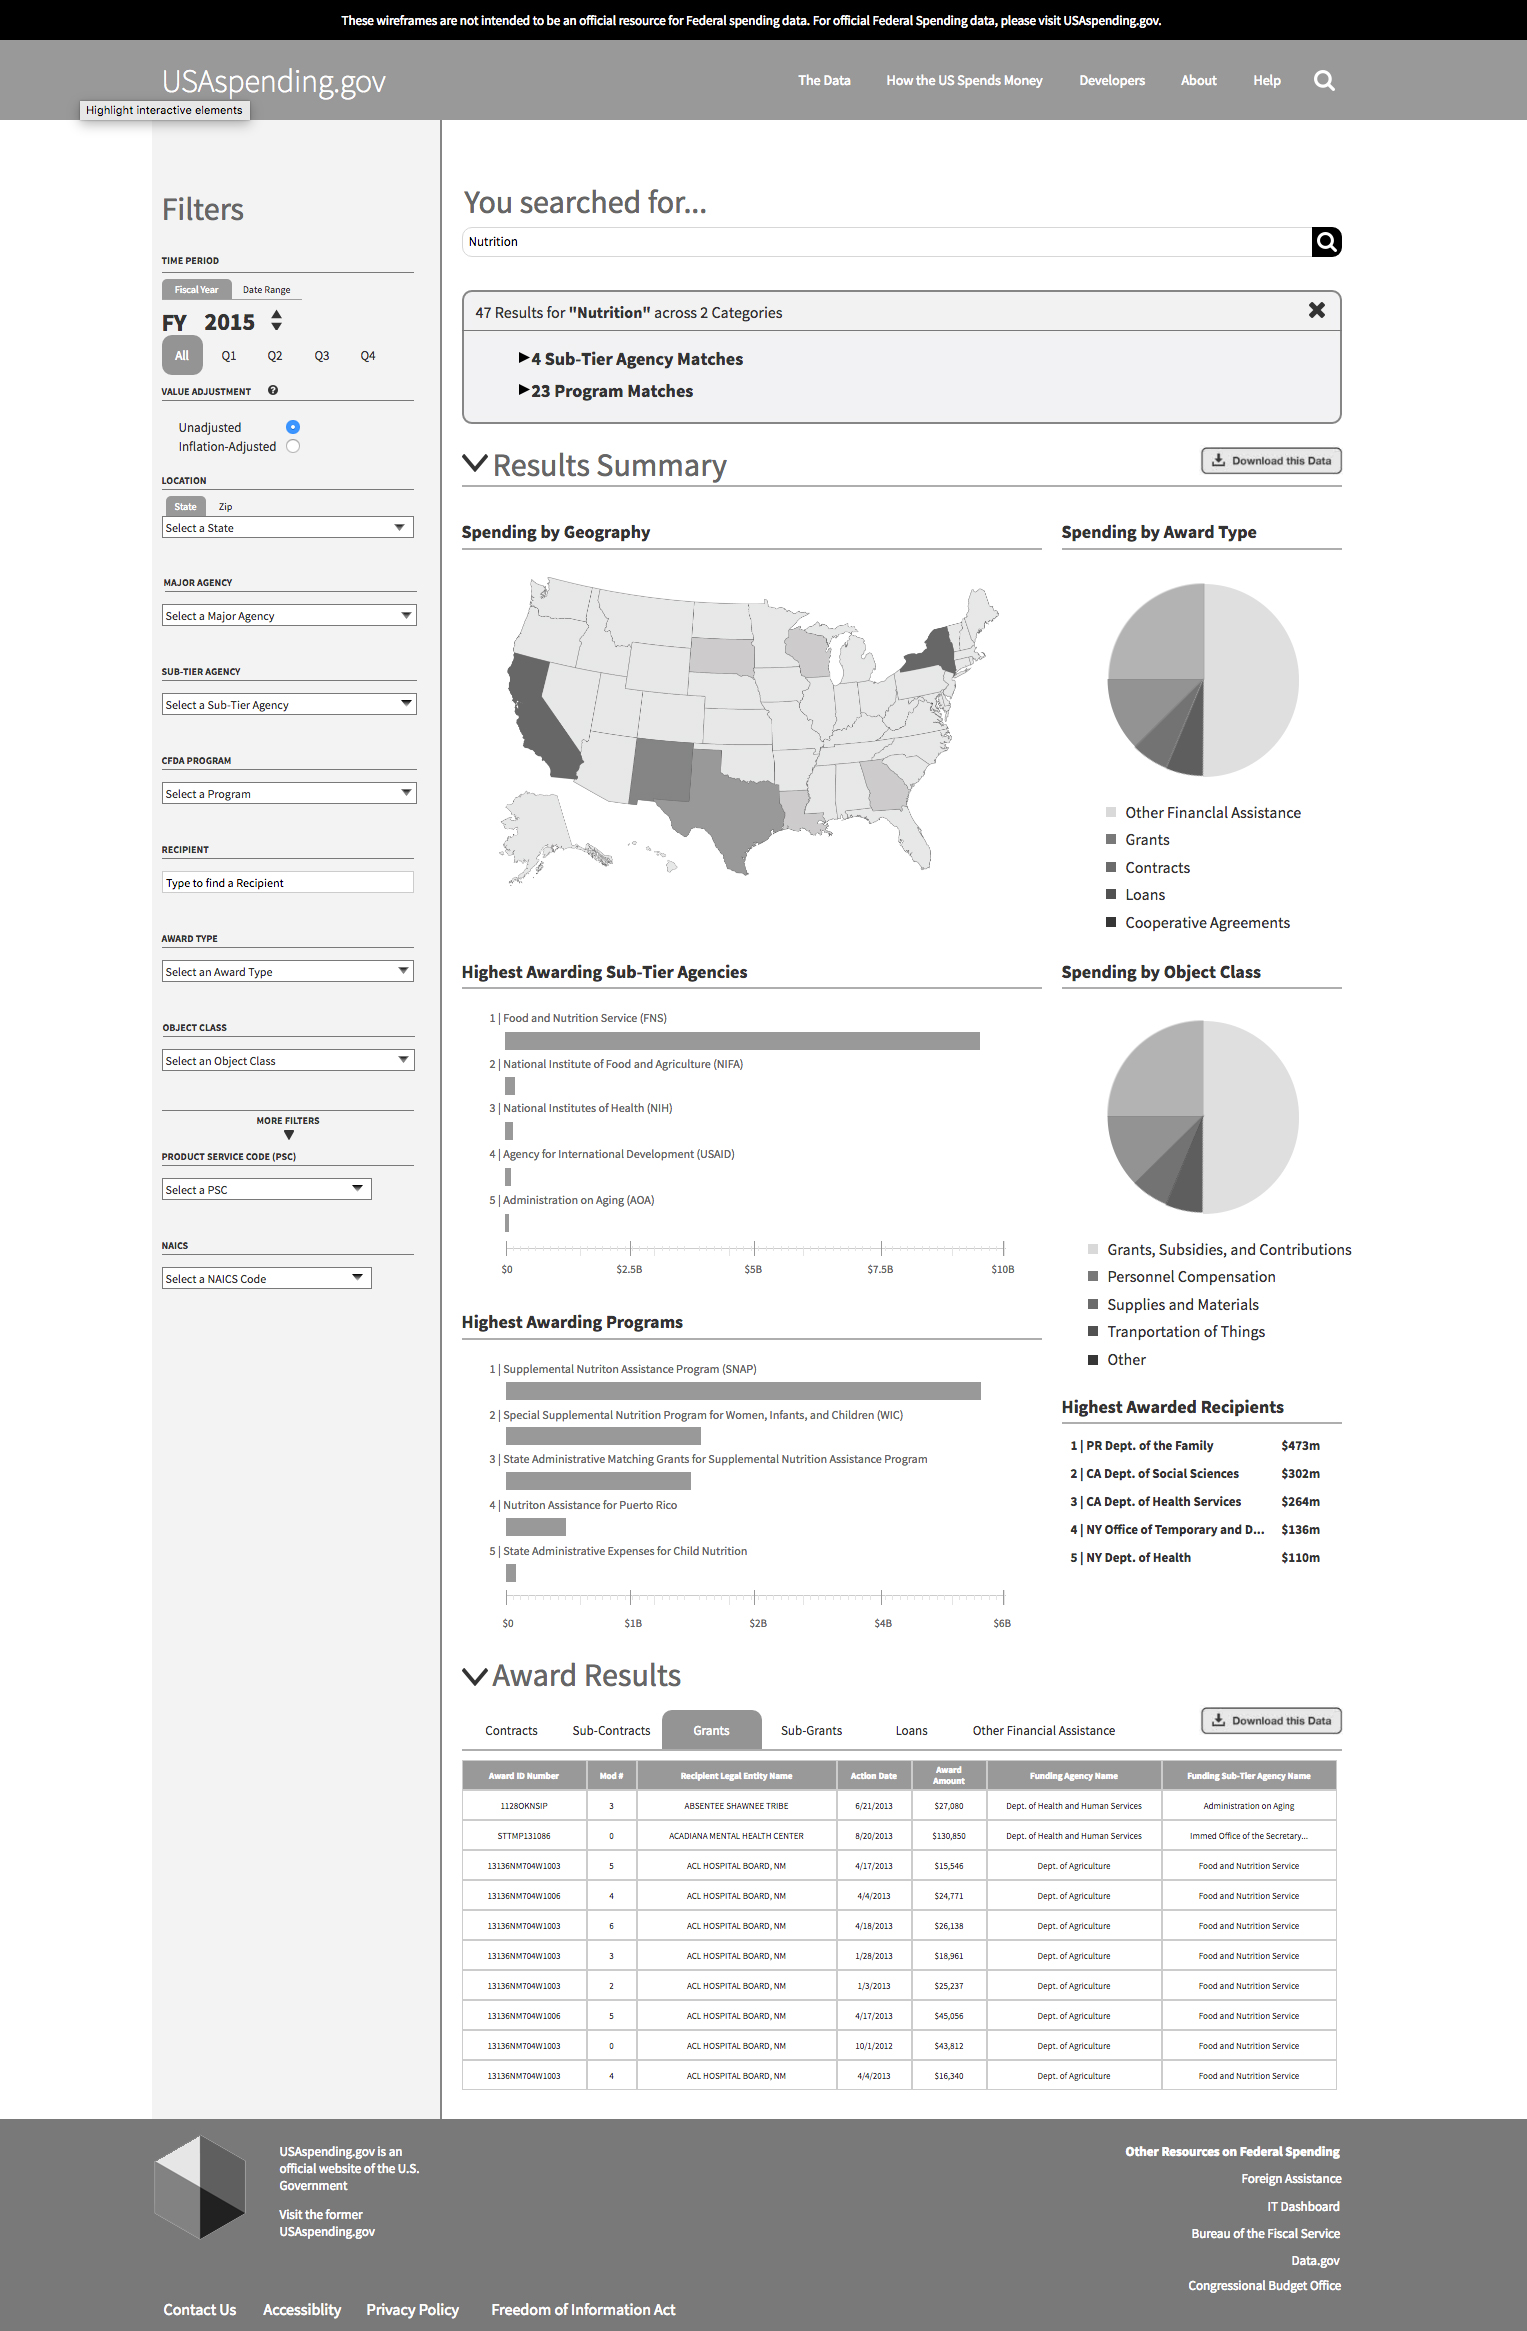 These wireframes are not intended to be an official resource for Federal spending data. For official Federal Spending data, please visit USAspending.gov.
USAspending.gov
The Data How the US Spends Money Developers About Help
Highlight interactive elements
Filters
TIME PERIOD
Fiscal Year Date Range
FY 2015
All Q1 Q2 Q3 Q4
VALUE ADJUSTMENT ?
Unadjusted
Inflation-Adjusted
LOCATION
State Zip
Select a State
MAJOR AGENCY
Select a Major Agency
SUB-TIER AGENCY
Select a Sub-Tier Agency
CFDA PROGRAM
Select a Program
RECIPIENT
Type to find a Recipient
AWARD TYPE
Select an Award Type
OBJECT CLASS
Select an Object Class
MORE FILTERS
PRODUCT SERVICE CODE (PSC)
Select a PSC
NAICS
Select a NAICS Code
You searched for...
Nutrition
47 Results for "Nutrition" across 2 Categories
4 Sub-Tier Agency Matches
23 Program Matches
Results Summary
Download this Data
Spending by Geography
Spending by Award Type
Other Financlal Assistance
Grants
Contracts
Loans
Cooperative Agreements
Highest Awarding Sub-Tier Agencies
1 | Food and Nutrition Service (FNS)
2 | National Institute of Food and Agriculture (NIFA)
3 | National Institutes of Health (NIH)
4 | Agency for International Development (USAID)
5 | Administration on Aging (AOA)
$0 $2.5B $5B $7.5B $10B
Spending by Object Class
Grants, Subsidies, and Contributions
Personnel Compensation
Supplies and Materials
Tranportation of Things
Other
Highest Awarding Programs
1 | Supplemental Nutriton Assistance Program (SNAP)
2 | Special Supplemental Nutrition Program for Women, Infants, and Children (WIC)
3 | State Administrative Matching Grants for Supplemental Nutrition Assistance Program
4 | Nutriton Assistance for Puerto Rico
5 | State Administrative Expenses for Child Nutrition
$0 $1B $2B $4B $6B
Highest Awarded Recipients
1 | PR Dept. of the Family $473m
2 | CA Dept. of Social Sciences $302m
3 | CA Dept. of Health Services $264m
4 | NY Office of Temporary and D... $136m
5 | NY Dept. of Health $110m
Award Results
Contracts Sub-Contracts Grants Sub-Grants Loans Other Financial Assistance
Download this Data
Award ID Number Mod # Recipient Legal Entity Name Action Date Award Amount Funding Agency Name Funding Sub-Tier Agency Name
1128OKNSIP 3 ABSENTEE SHAWNEE TRIBE 6/21/2013 $27,080 Dept. of Health and Human Services Administration on Aging
STTMP131086 0 ACADIANA MENTAL HEALTH CENTER 8/20/2013 $130,850 Dept. of Health and Human Services Immed Office of the Secretary...
13136NM704W1003 5 ACL HOSPITAL BOARD, NM 4/17/2013 $15,546 Dept. of Agriculture Food and Nutrition Service
13136NM704W1006 4 ACL HOSPITAL BOARD, NM 4/4/2013 $24,771 Dept. of Agriculture Food and Nutrition Service
13136NM704W1003 6 ACL HOSPITAL BOARD, NM 4/18/2013 $26,138 Dept. of Agriculture Food and Nutrition Service
13136NM704W1003 3 ACL HOSPITAL BOARD, NM 1/28/2013 $18,961 Dept. of Agriculture Food and Nutrition Service
13136NM704W1003 2 ACL HOSPITAL BOARD, NM 1/3/2013 $25,237 Dept. of Agriculture Food and Nutrition Service
13136NM704W1006 5 ACL HOSPITAL BOARD, NM 4/17/2013 $45,056 Dept. of Agriculture Food and Nutrition Service
13136NM704W1003 0 ACL HOSPITAL BOARD, NM 10/1/2012 $43,812 Dept. of Agriculture Food and Nutrition Service
13136NM704W1003 4 ACL HOSPITAL BOARD, NM 4/4/2013 $16,340 Dept. of Agriculture Food and Nutrition Service
USAspending.gov is an
official website of the U.S.
Government
Visit the former
USAspending.gov
Other Resources on Federal Spending
Foreign Assistance
IT Dashboard
Bureau of the Fiscal Service
Data.gov
Congressional Budget Office
Contact Us Accessiblity Privacy Policy Freedom of Information Act